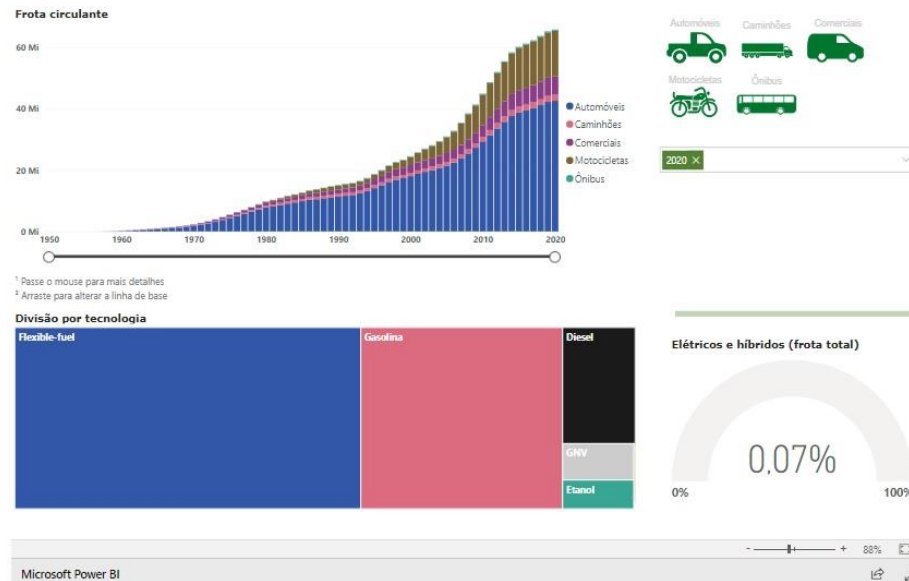 Frota circulante
60 Mi
40 Mi
20 Mi
0 Mi
1950 1960 1970 1980 1990 2000 2010 2020
Automóveis
Caminhões
Comerciais
Motocicletas
Ônibus
¹ Passe o mouse para mais detalhes
² Arraste para alterar a linha de base
Automóveis Caminhões Comerciais
Motocicletas Ônibus
2020 ×
Divisão por tecnologia
Flexible-fuel Gasolina Diesel
GNV
Etanol
Elétricos e híbridos (frota total)
0,07%
0% 100%
- + 88%
Microsoft Power BI